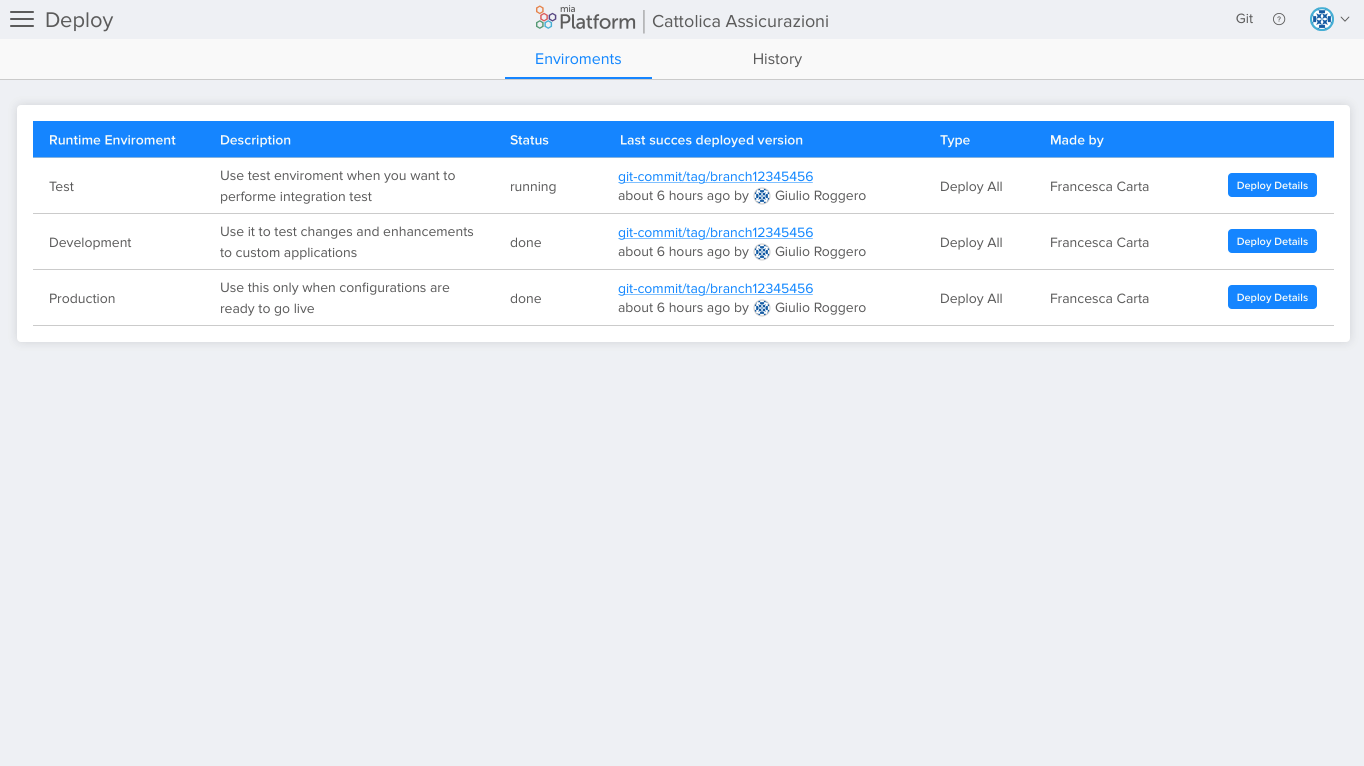 Deploy
mia
Platform
Cattolica Assicurazioni
Git
?
Enviroments
History
Runtime Enviroment Description Status Last succes deployed version Type Made by
Test
Use test enviroment when you want to
performe integration test
running
git-commit/tag/branch12345456
about 6 hours ago by Giulio Roggero
Deploy All
Francesca Carta
Deploy Details
Development
Use it to test changes and enhancements
to custom applications
done
git-commit/tag/branch12345456
about 6 hours ago by Giulio Roggero
Deploy All
Francesca Carta
Deploy Details
Production
Use this only when configurations are
ready to go live
done
git-commit/tag/branch12345456
about 6 hours ago by Giulio Roggero
Deploy All
Francesca Carta
Deploy Details